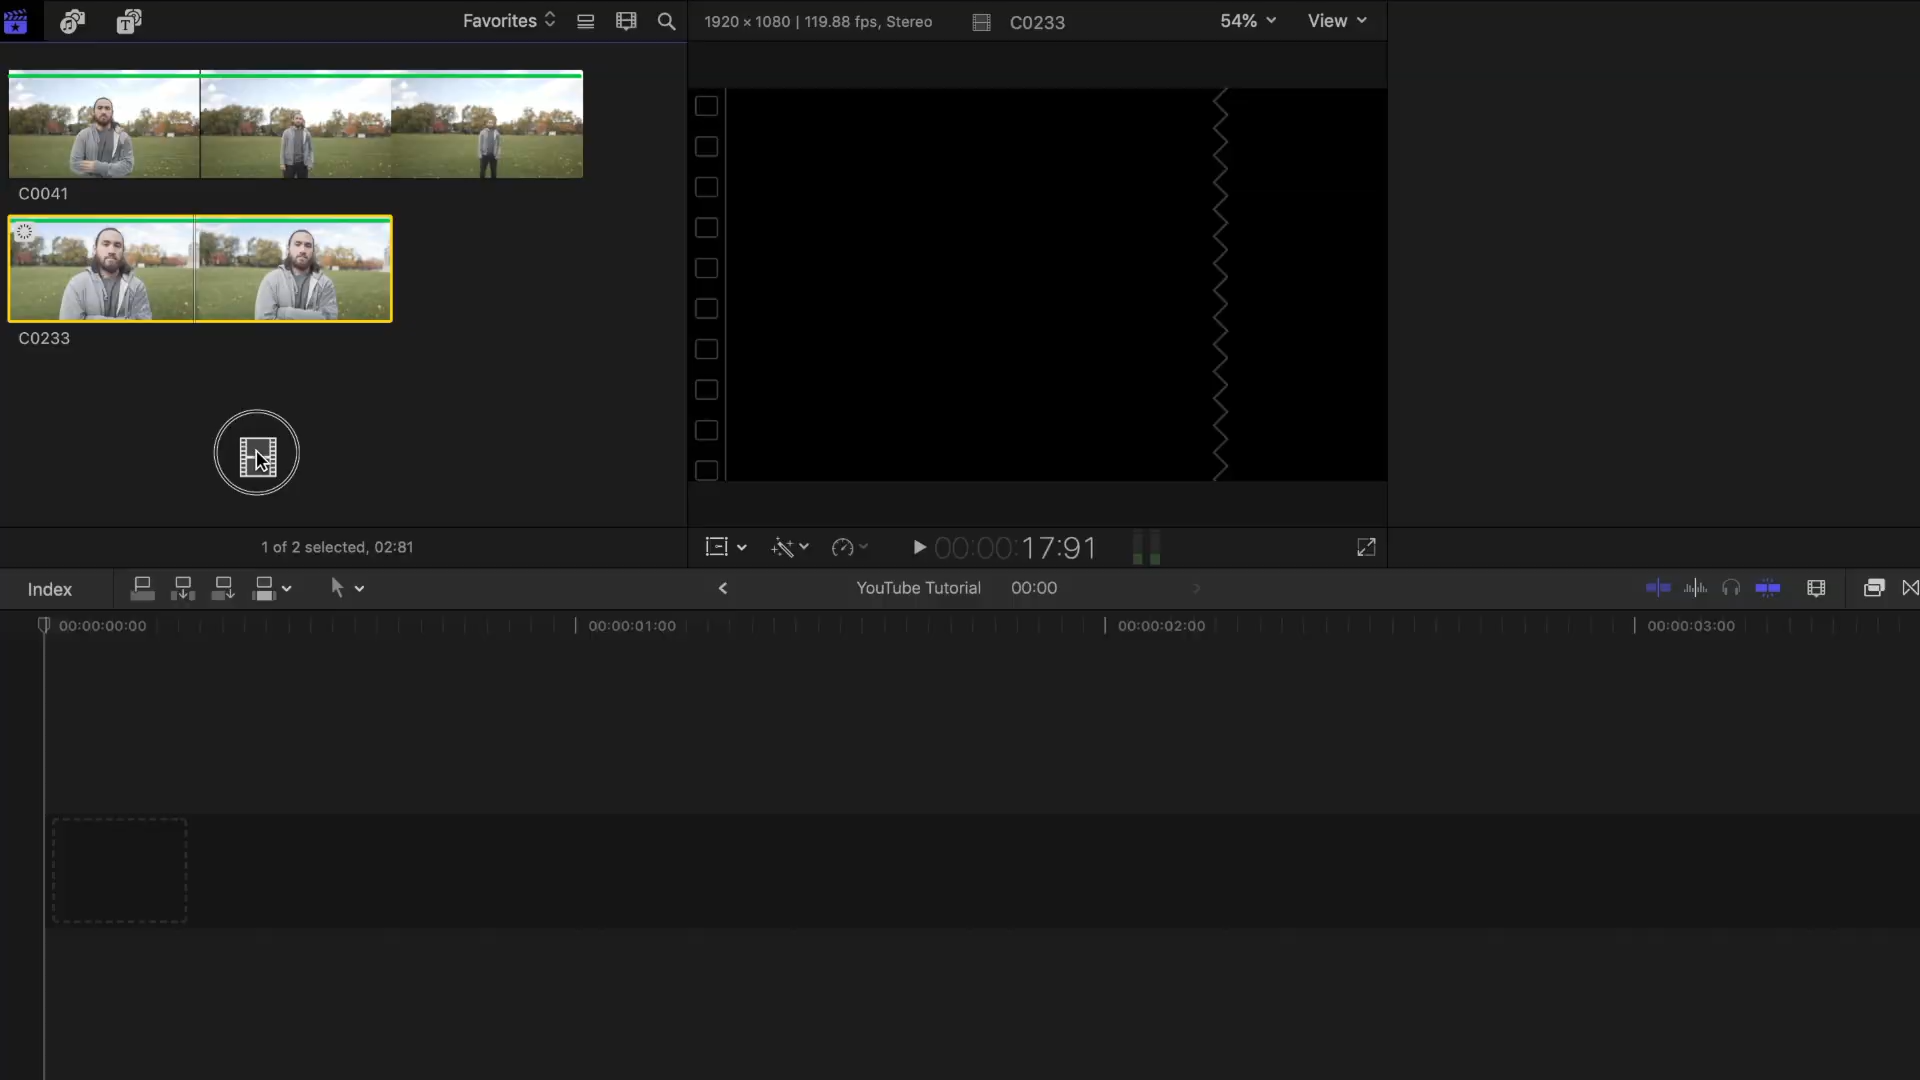 Favorites
1920 × 1080 | 119.88 fps, Stereo
C0233
54%
View
C0041
C0233
1 of 2 selected, 02:81
00:00:17:91
Index
YouTube Tutorial
00:00
00:00:00:00
00:00:01:00
00:00:02:00
00:00:03:00